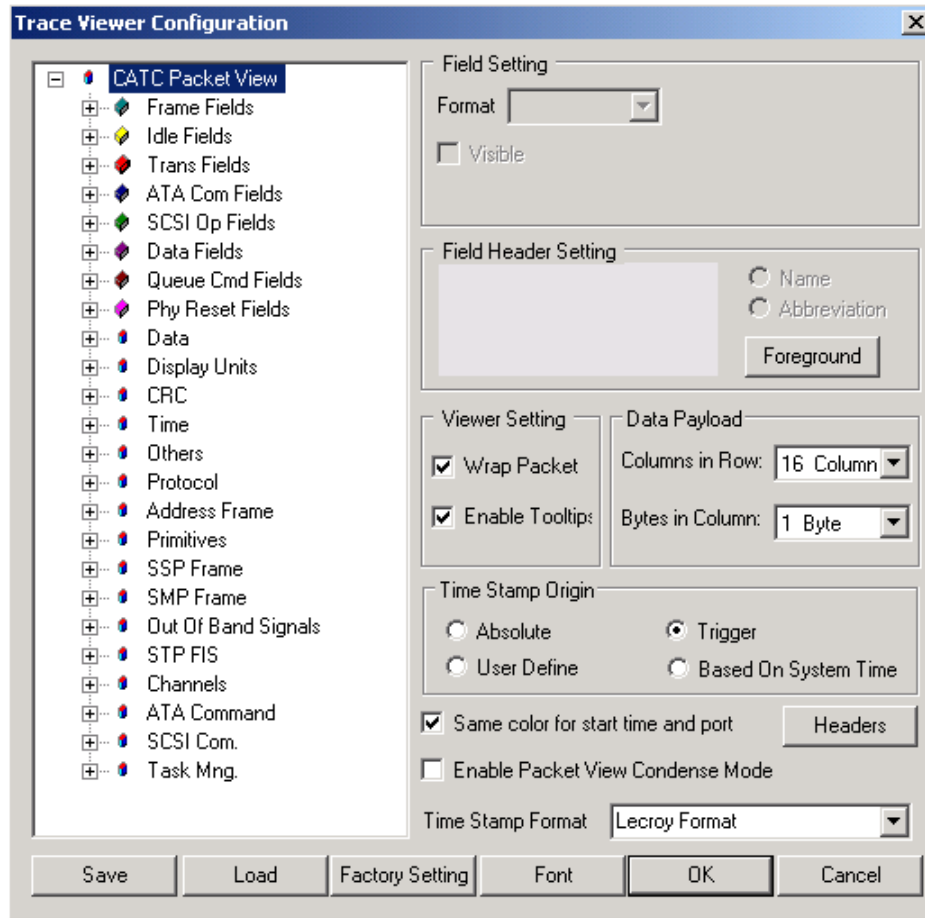 Trace Viewer Configuration
CATC Packet View
Frame Fields
Idle Fields
Trans Fields
ATA Com Fields
SCSI Op Fields
Data Fields
Queue Cmd Fields
Phy Reset Fields
Data
Display Units
CRC
Time
Others
Protocol
Address Frame
Primitives
SSP Frame
SMP Frame
Out Of Band Signals
STP FIS
Channels
ATA Command
SCSI Com.
Task Mng.
Field Setting
Format
Visible
Field Header Setting
Name
Abbreviation
Foreground
Viewer Setting
Wrap Packet
Enable Tooltips
Data Payload
Columns in Row: 16 Column
Bytes in Column: 1 Byte
Time Stamp Origin
Absolute
Trigger
User Define
Based On System Time
Same color for start time and port
Headers
Enable Packet View Condense Mode
Time Stamp Format Lecroy Format
Save Load Factory Setting Font OK Cancel